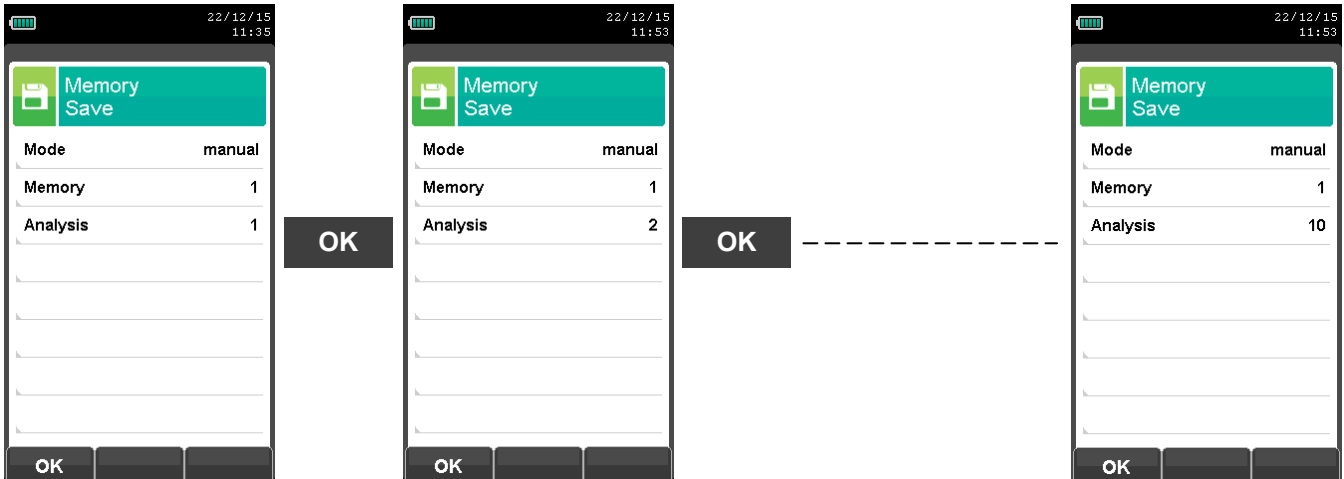 22/12/15
11:35
Memory
Save
Mode manual
Memory 1
Analysis 1
OK
OK
22/12/15
11:53
Memory
Save
Mode manual
Memory 1
Analysis 2
OK
OK
22/12/15
11:53
Memory
Save
Mode manual
Memory 1
Analysis 10
OK